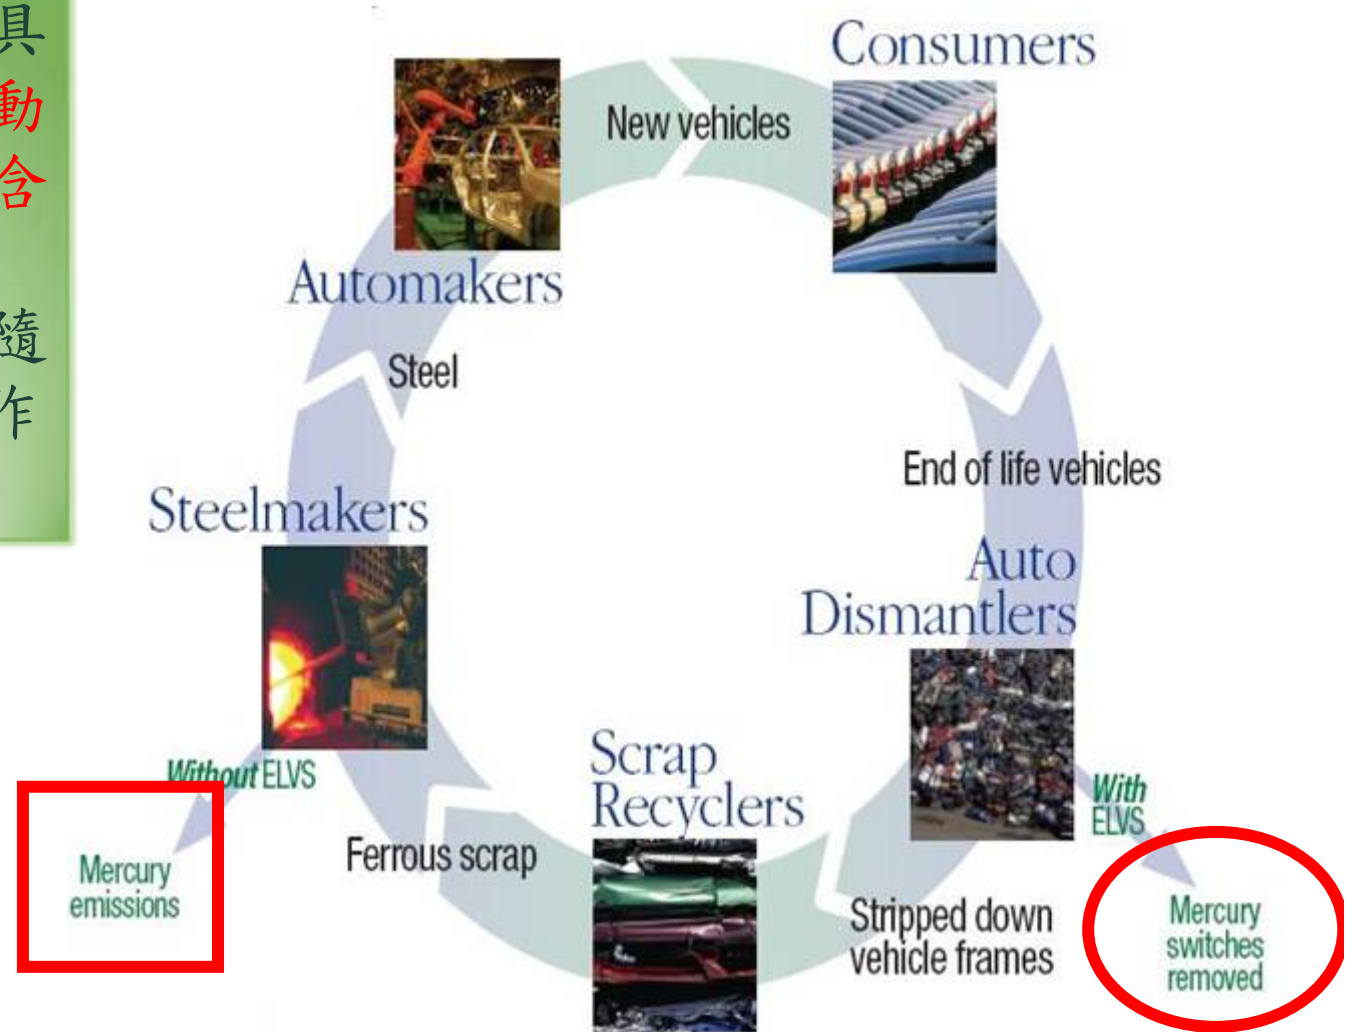 具
動
含
隨
作
Consumers
New vehicles
Automakers
Steel
End of life vehicles
Steelmakers
Auto
Dismantlers
Without ELVS
Scrap
Recyclers
With
ELVS
Ferrous scrap
Mercury
emissions
Stripped down
vehicle frames
Mercury
switches
removed